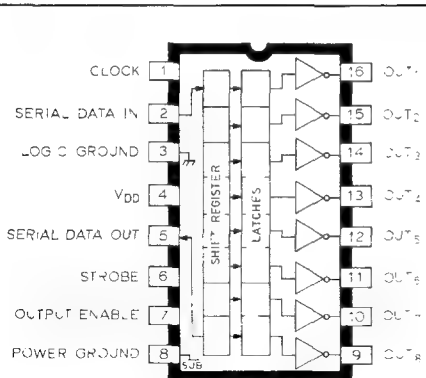 CLOCK 1
SERIAL DATA IN 2
LOGIC GROUND 3
VDD 4
SERIAL DATA OUT 5
STROBE 6
OUTPUT ENABLE 7
POWER GROUND 8
SUB
SHIFT REGISTER
LATCHES
16 OUT1
15 OUT2
14 OUT3
13 OUT4
12 OUT5
11 OUT6
10 OUT7
9 OUT8